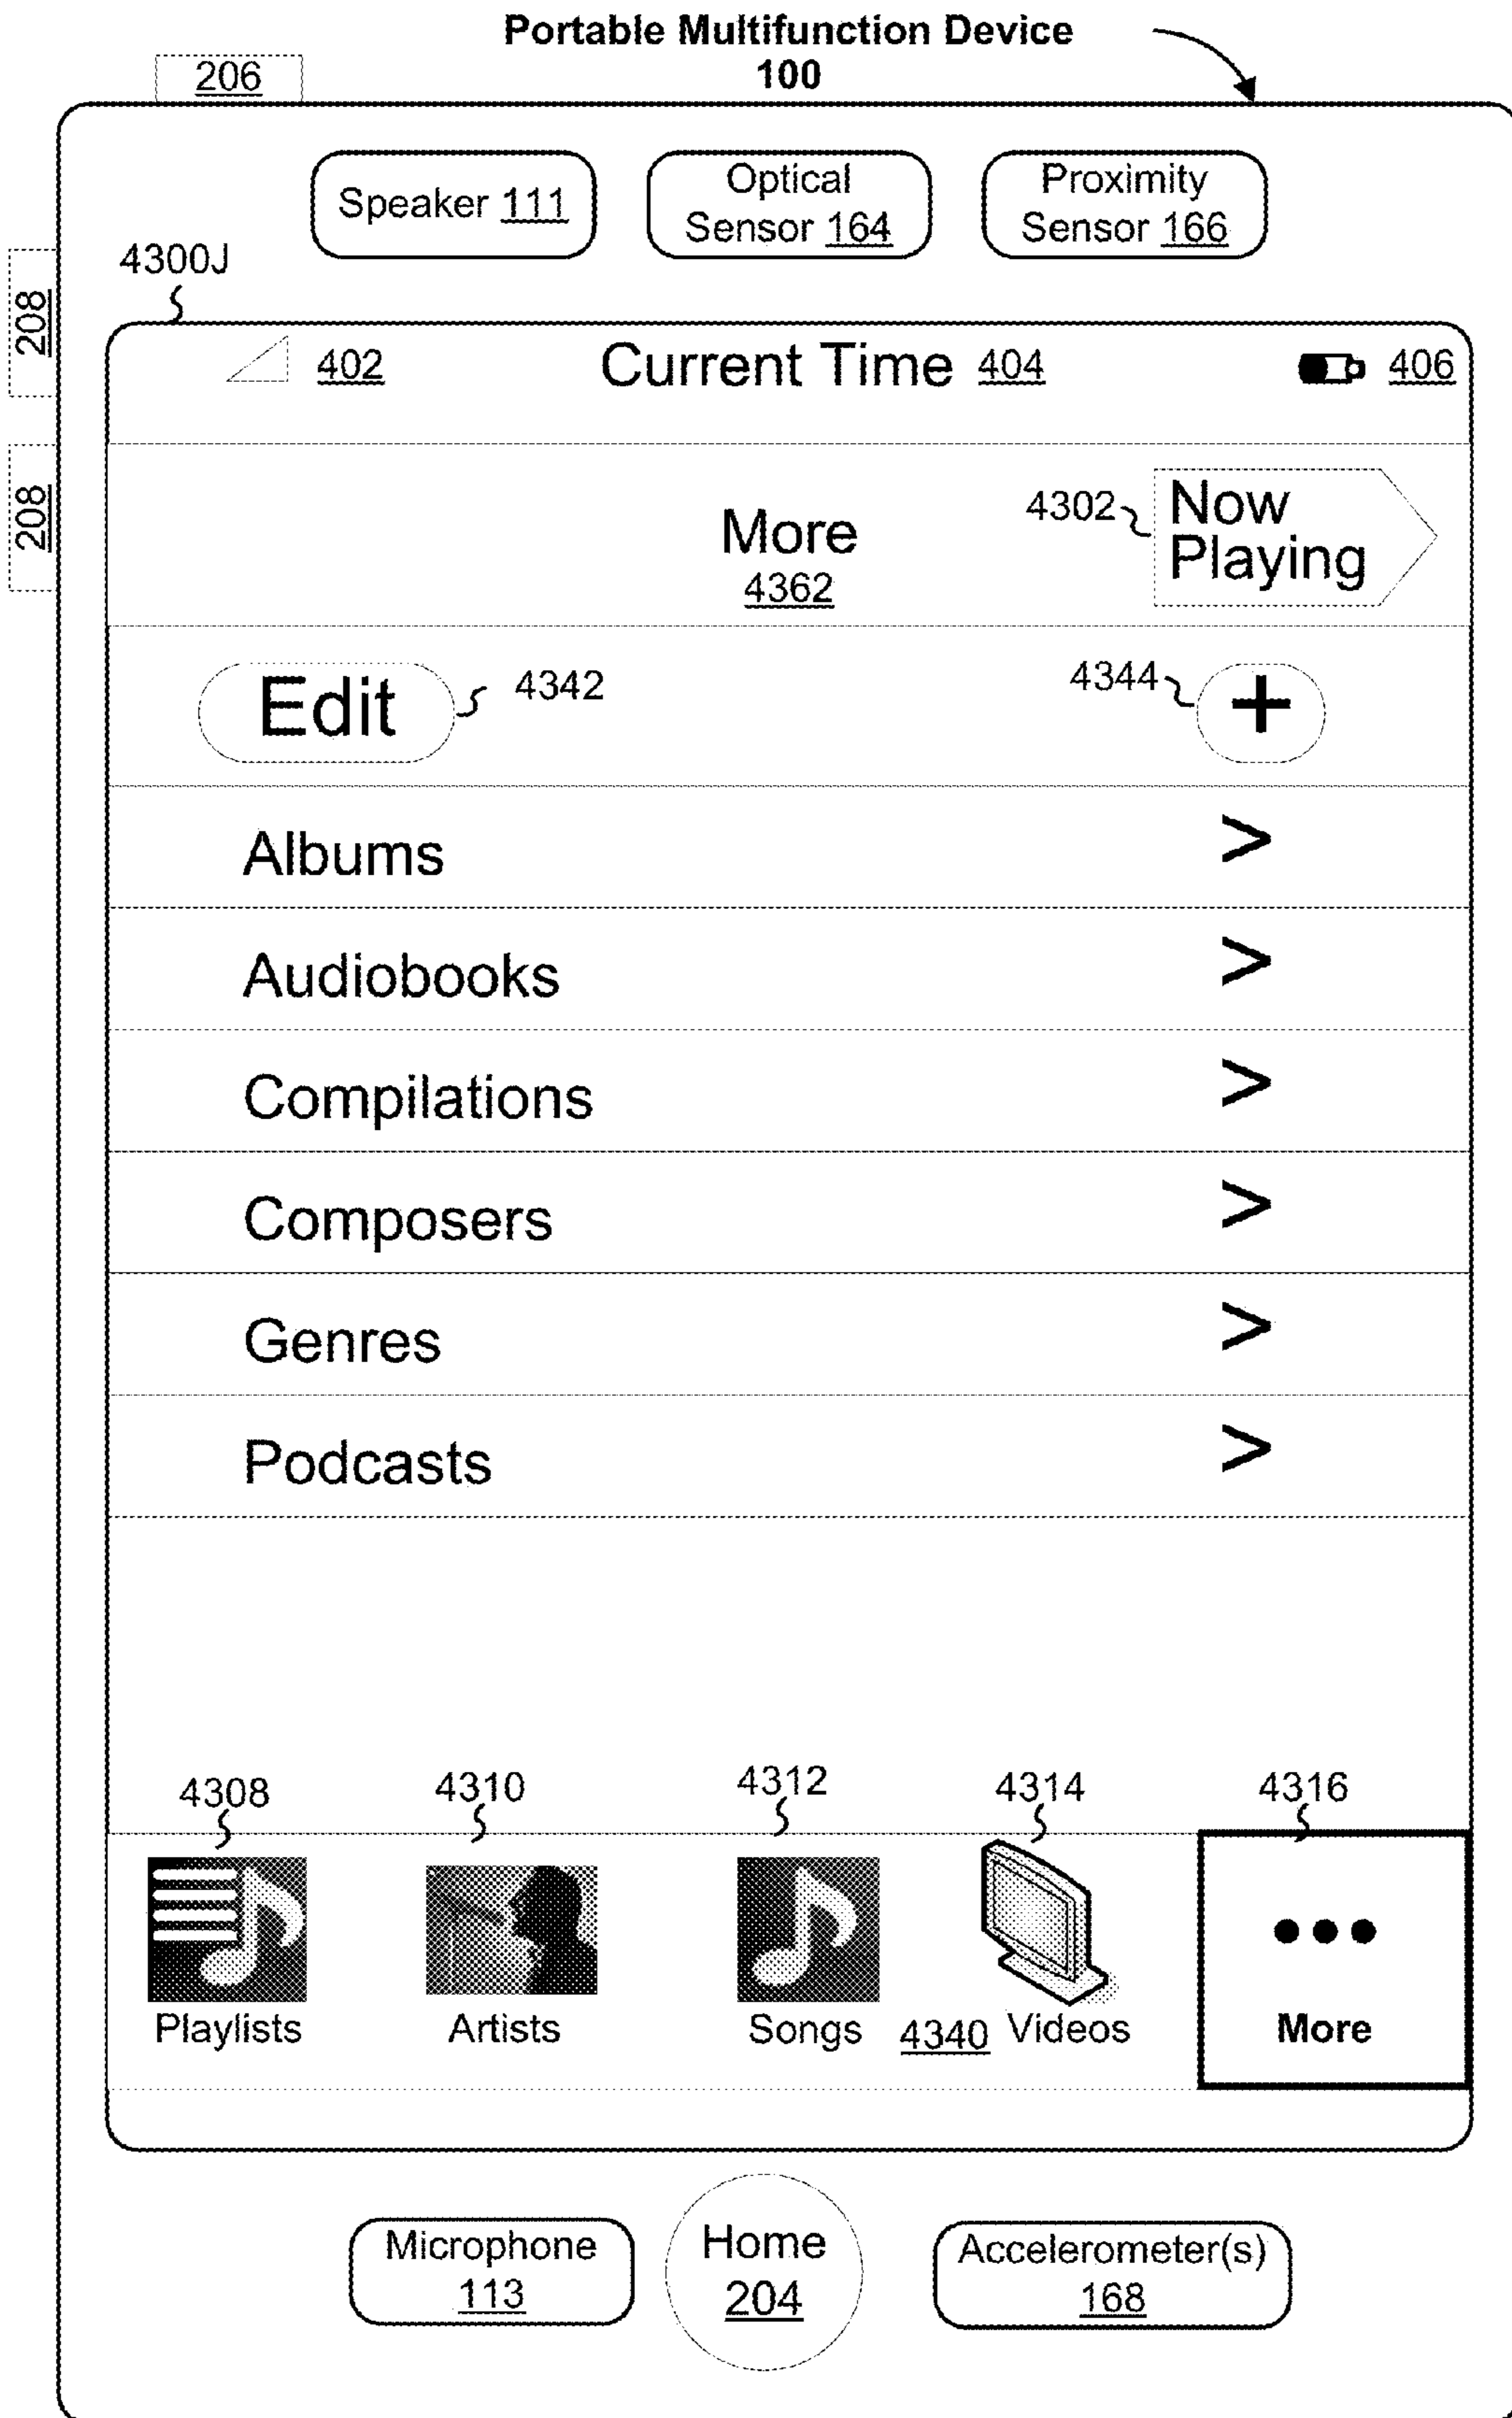 Portable Multifunction Device
100
206
Speaker 111
Optical
Sensor 164
Proximity
Sensor 166
208
208
4300J
402
Current Time 404
406
More
4362
4302
Now
Playing
Edit
4342
4344
+
Albums >
Audiobooks >
Compilations >
Composers >
Genres >
Podcasts >
4308
4310
4312
4314
4316
Playlists
Artists
Songs
4340
Videos
More
Microphone
113
Home
204
Accelerometer(s)
168